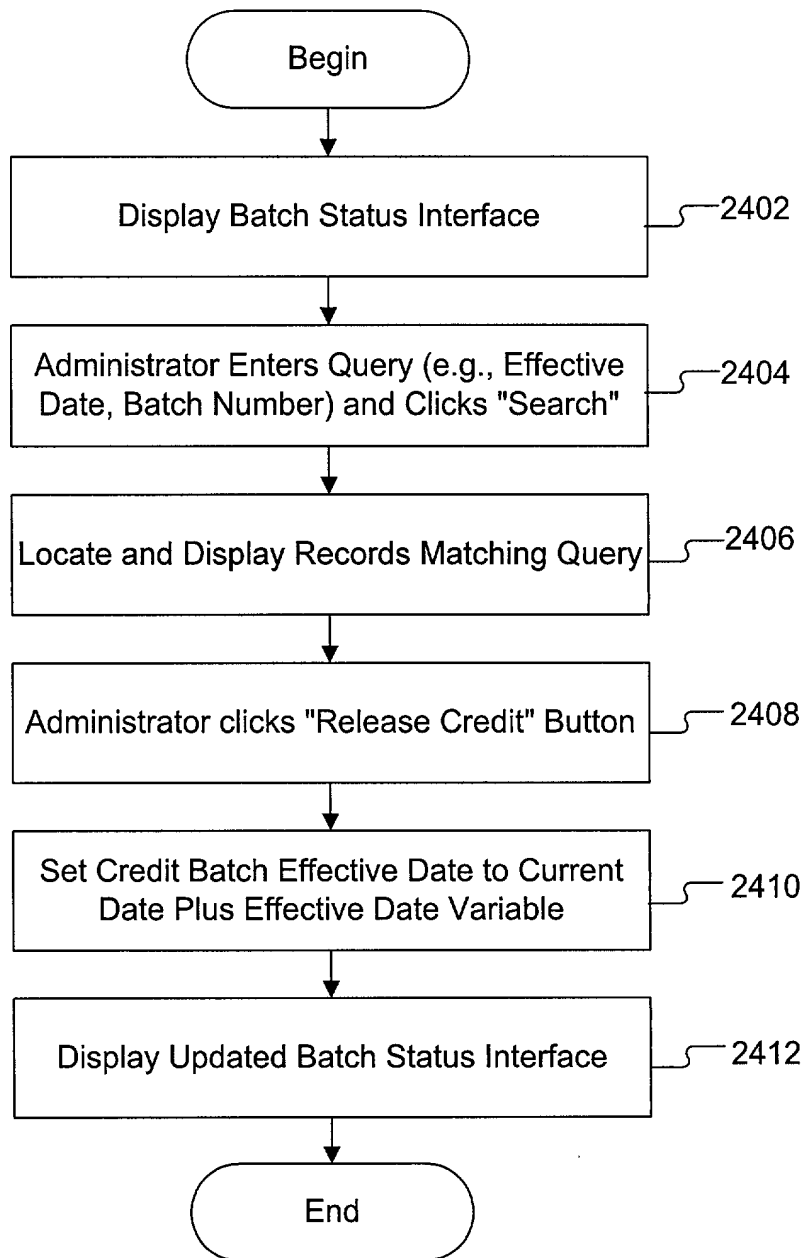 Begin
Display Batch Status Interface
2402
Administrator Enters Query (e.g., Effective
Date, Batch Number) and Clicks "Search"
2404
Locate and Display Records Matching Query
2406
Administrator clicks "Release Credit" Button
2408
Set Credit Batch Effective Date to Current
Date Plus Effective Date Variable
2410
Display Updated Batch Status Interface
2412
End